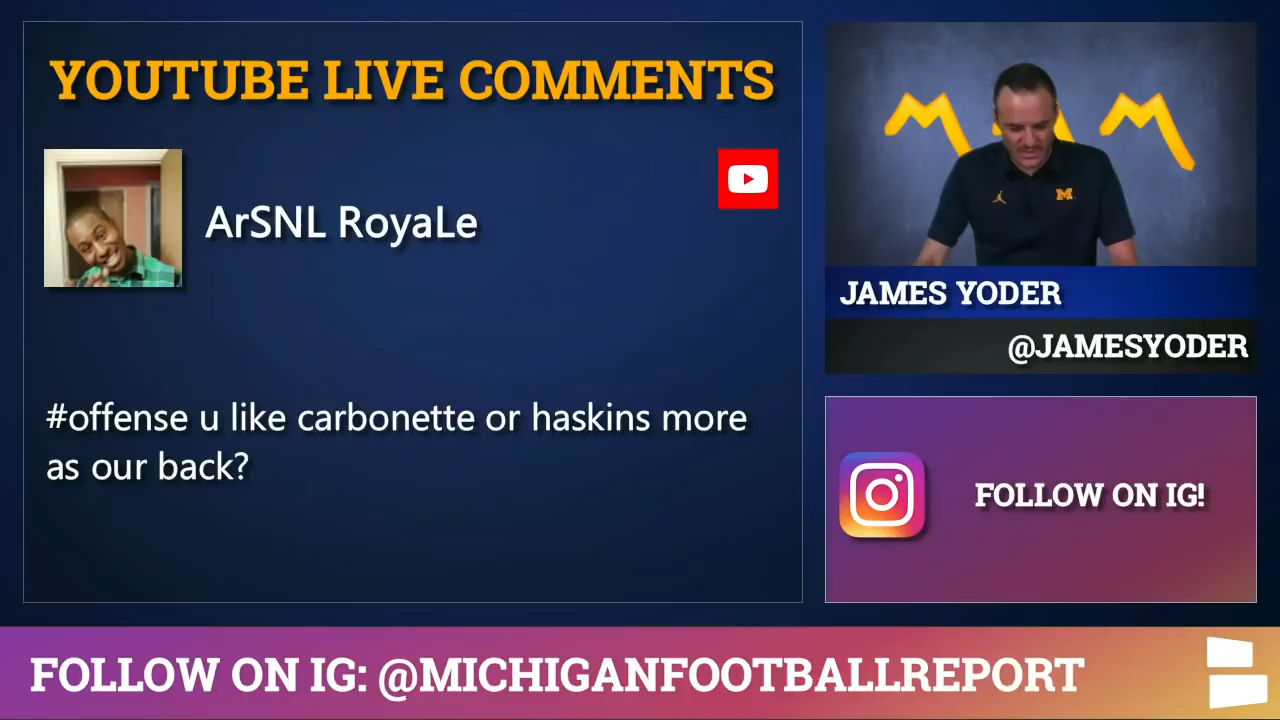 YOUTUBE LIVE COMMENTS
ArSNL RoyaLe
#offense u like carbonette or haskins more
as our back?
M
JAMES YODER
@JAMESYODER
FOLLOW ON IG!
FOLLOW ON IG: @MICHIGANFOOTBALLREPORT